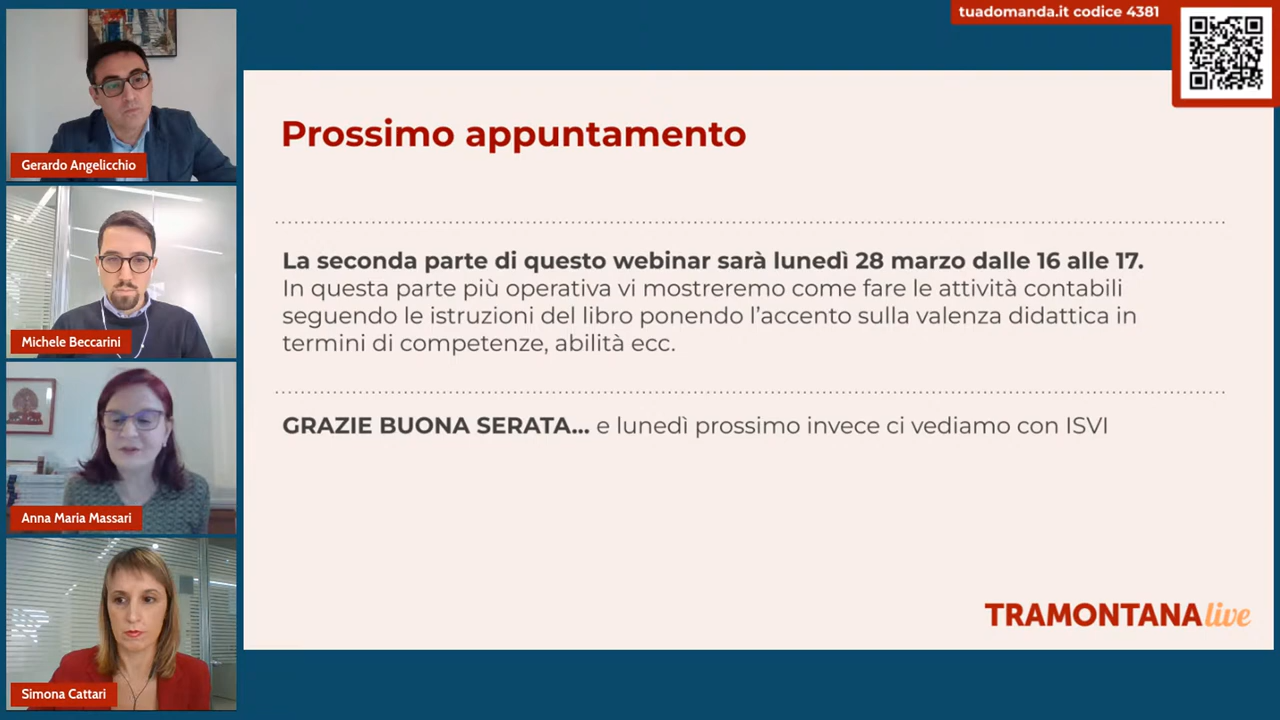 tuadomanda.it codice 4381
Gerardo Angelicchio
Michele Beccarini
Anna Maria Massari
Simona Cattari
Prossimo appuntamento
La seconda parte di questo webinar sarà lunedì 28 marzo dalle 16 alle 17.
In questa parte più operativa vi mostreremo come fare le attività contabili
seguendo le istruzioni del libro ponendo l'accento sulla valenza didattica in
termini di competenze, abilità ecc.
GRAZIE BUONA SERATA... e lunedì prossimo invece ci vediamo con ISVI
TRAMONTANA live